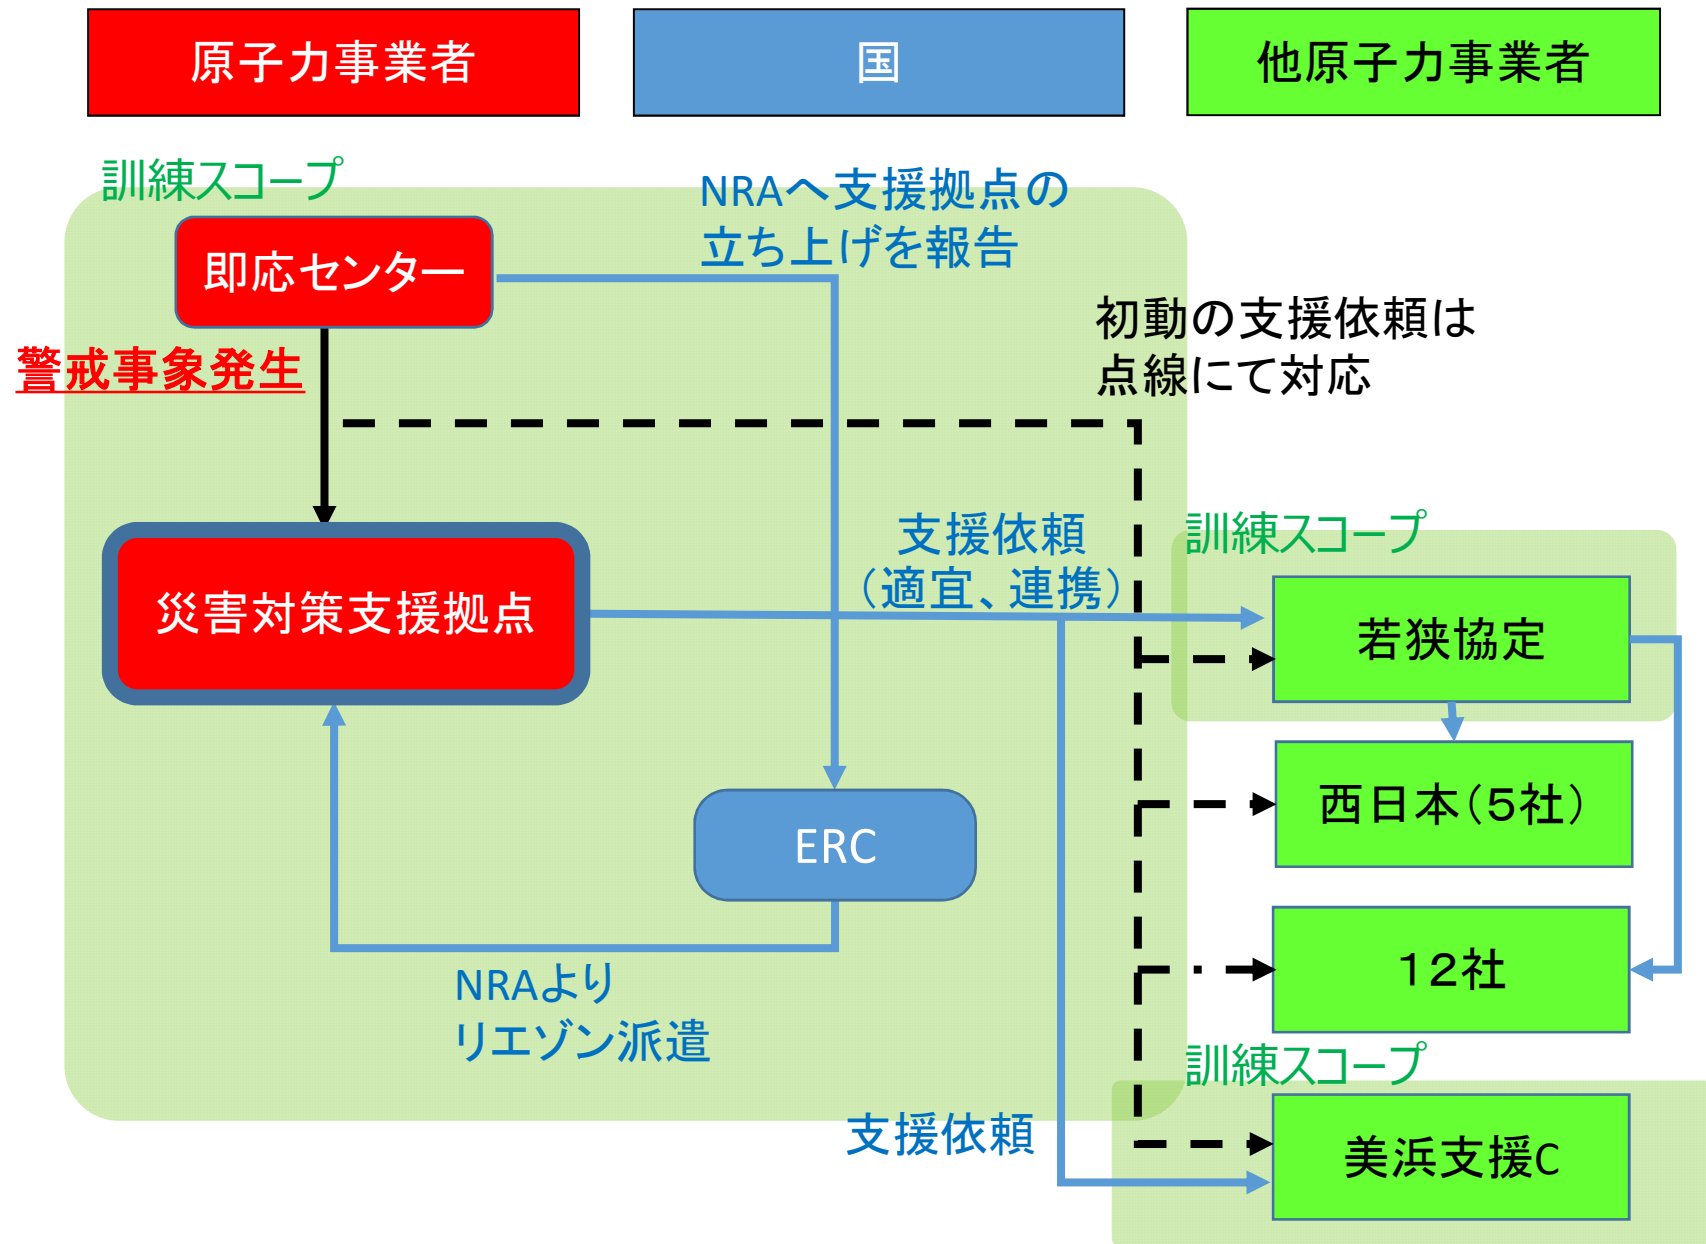 原子力事業者
国
他原子力事業者
訓練スコープ
NRAへ支援拠点の
立ち上げを報告
即応センター
初動の支援依頼は
点線にて対応
警戒事象発生
支援依頼
（適宜、連携）
訓練スコープ
災害対策支援拠点
若狭協定
西日本（５社）
ERC
１２社
NRAより
リエゾン派遣
訓練スコープ
支援依頼
美浜支援C